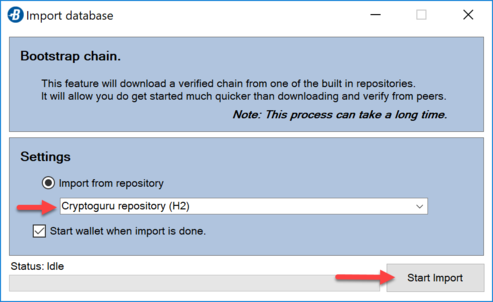 Import database
Bootstrap chain.
This feature will download a verified chain from one of the built in repositories.
It will allow you do get started much quicker than downloading and verify from peers.
Note: This process can take a long time.
Settings
Import from repository
Cryptoguru repository (H2)
Start wallet when import is done.
Status: Idle
Start Import